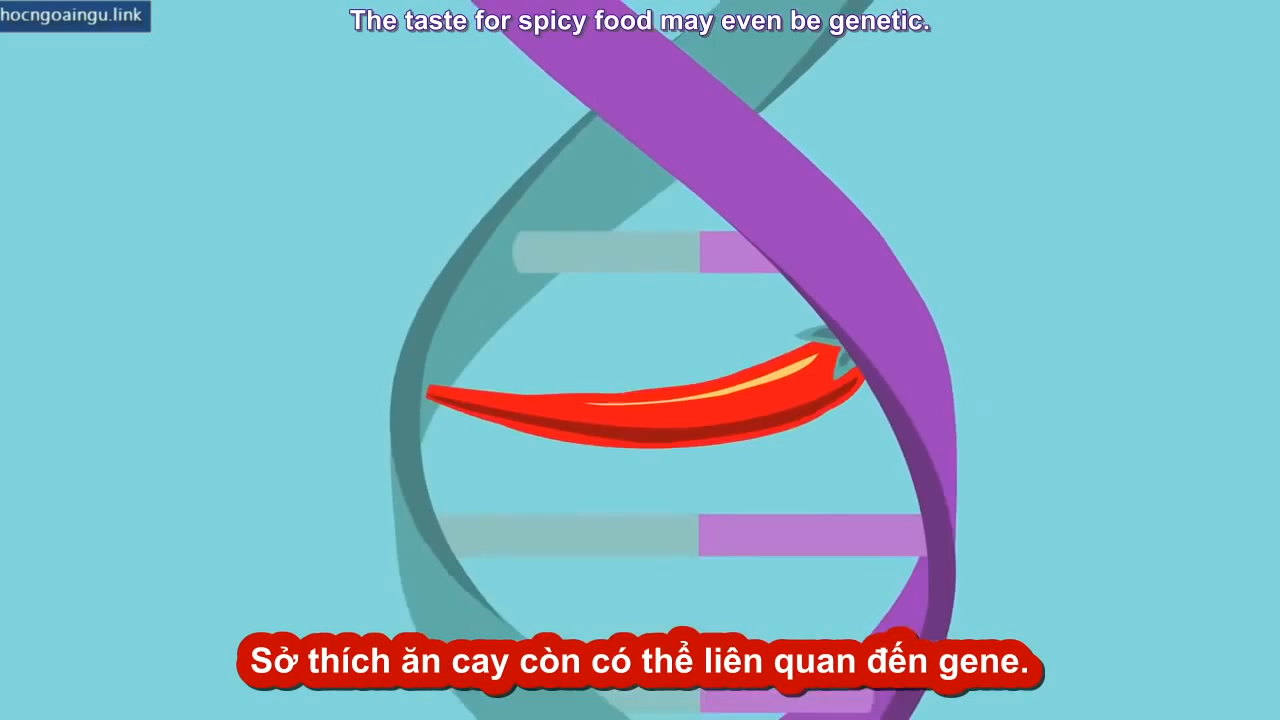 hocngoaingu.link
The taste for spicy food may even be genetic.
Sở thích ăn cay còn có thể liên quan đến gene.